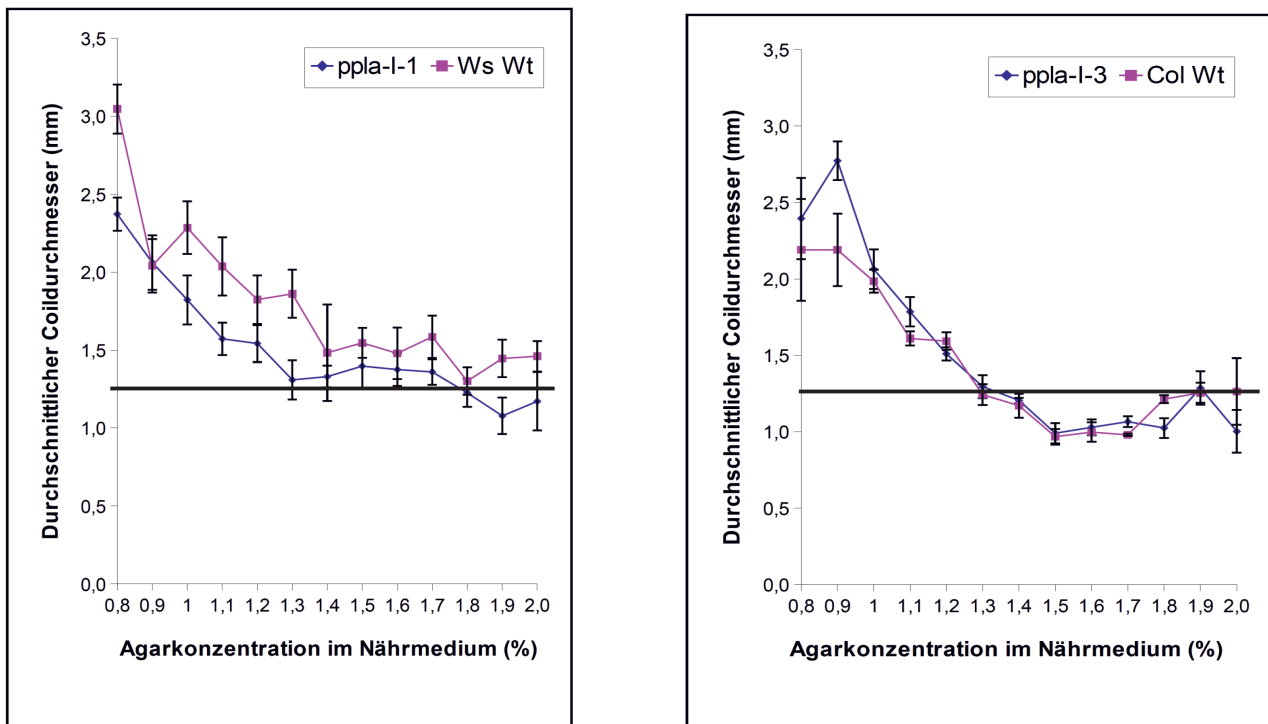 Durchschnittlicher Coildurchmesser (mm)
3,5
3,0
2,5
2,0
1,5
1,0
0,5
0,0
ppla-I-1 Ws Wt
0,8 0,9 1 1,1 1,2 1,3 1,4 1,5 1,6 1,7 1,8 1,9 2,0
Agarkonzentration im Nährmedium (%)
Durchschnittlicher Coildurchmesser (mm)
3,5
3,0
2,5
2,0
1,5
1,0
0,5
0,0
ppla-I-3 Col Wt
0,8 0,9 1 1,1 1,2 1,3 1,4 1,5 1,6 1,7 1,8 1,9 2,0
Agarkonzentration im Nährmedium (%)